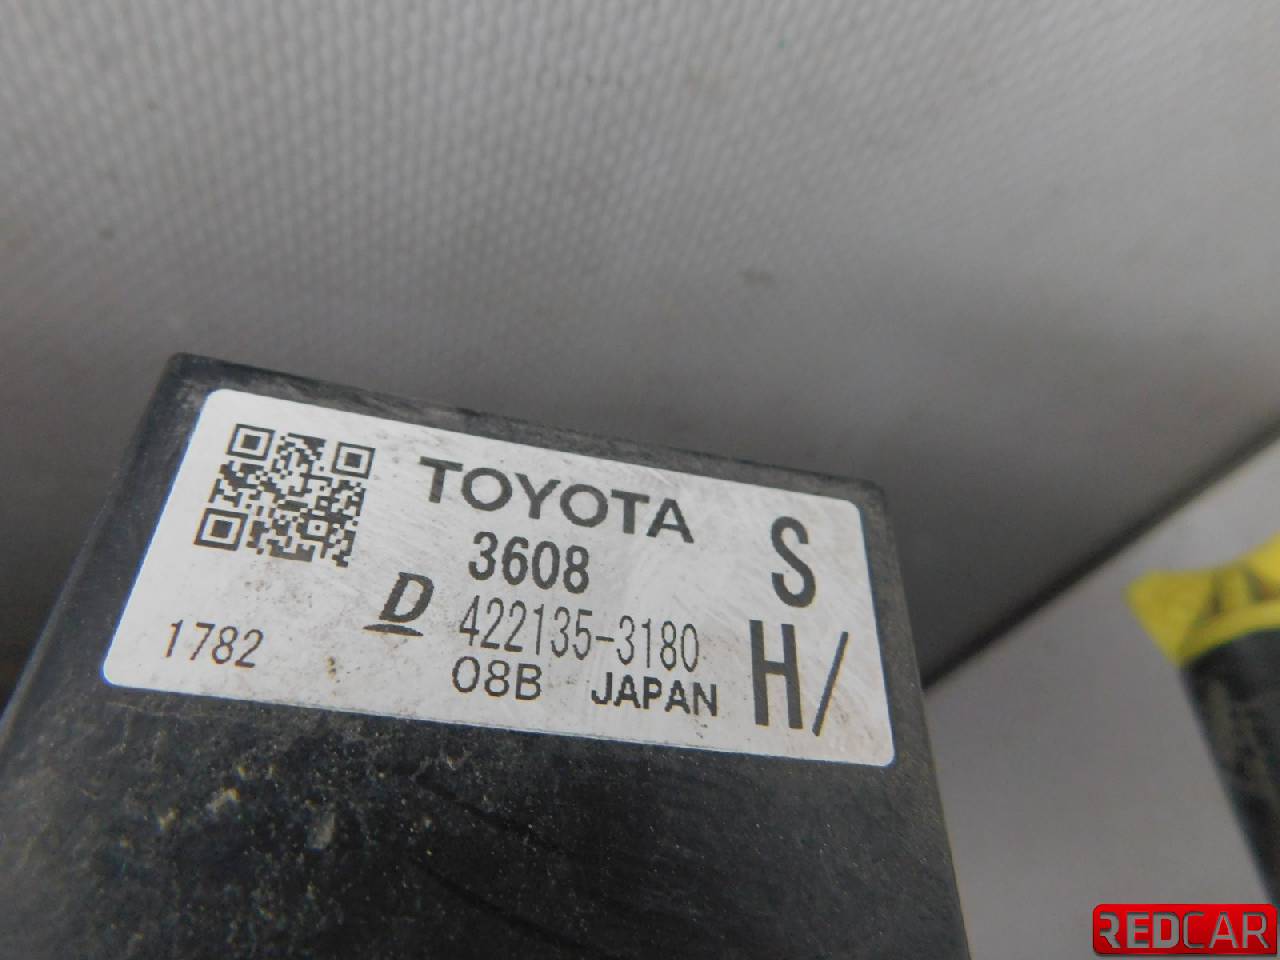 TOYOTA
3608
S
D 422135-3180
1782
08B JAPAN
H/
REDCAR